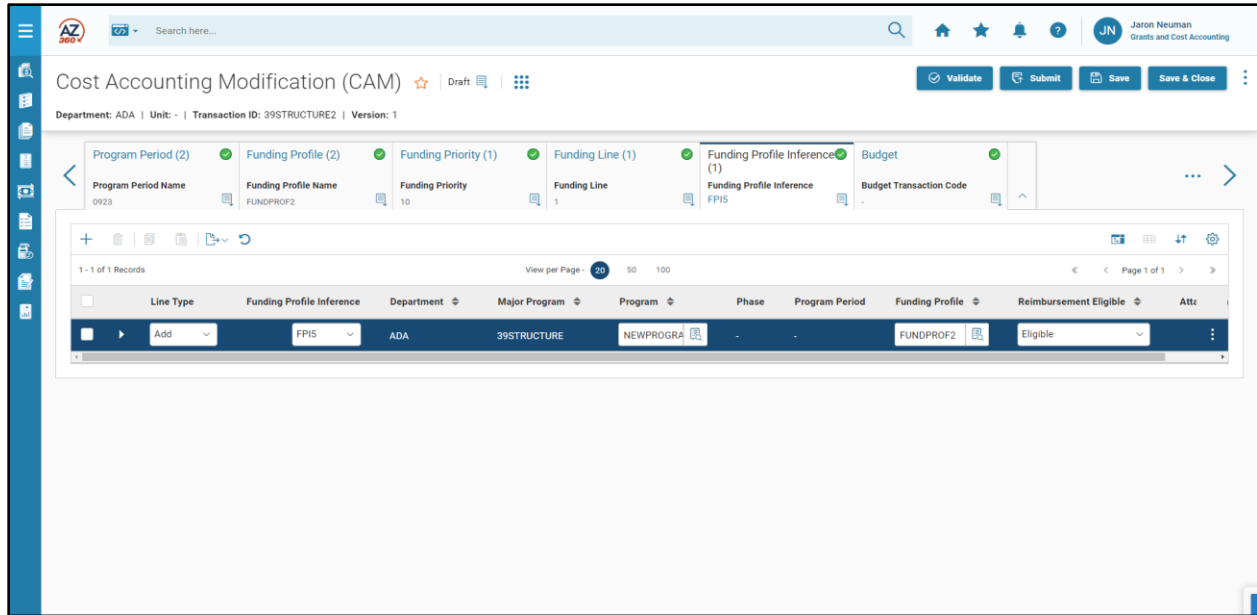 AZ
360
Search here...
?
JN
Jaron Neuman
Grants and Cost Accounting
Cost Accounting Modification (CAM)
Draft
Validate
Submit
Save
Save & Close
Department: ADA | Unit: - | Transaction ID: 39STRUCTURE2 | Version: 1
Program Period (2)
Program Period Name
0923
Funding Profile (2)
Funding Profile Name
FUNDPROF2
Funding Priority (1)
Funding Priority
10
Funding Line (1)
Funding Line
1
Funding Profile Inference
(1)
Funding Profile Inference
FPI5
Budget
Budget Transaction Code
-
1 - 1 of 1 Records
View per Page - 20 50 100
Page 1 of 1
Line Type Funding Profile Inference Department Major Program Program Phase Program Period Funding Profile Reimbursement Eligible Atta
Add FPI5 ADA 39STRUCTURE NEWPROGRA - - FUNDPROF2 Eligible